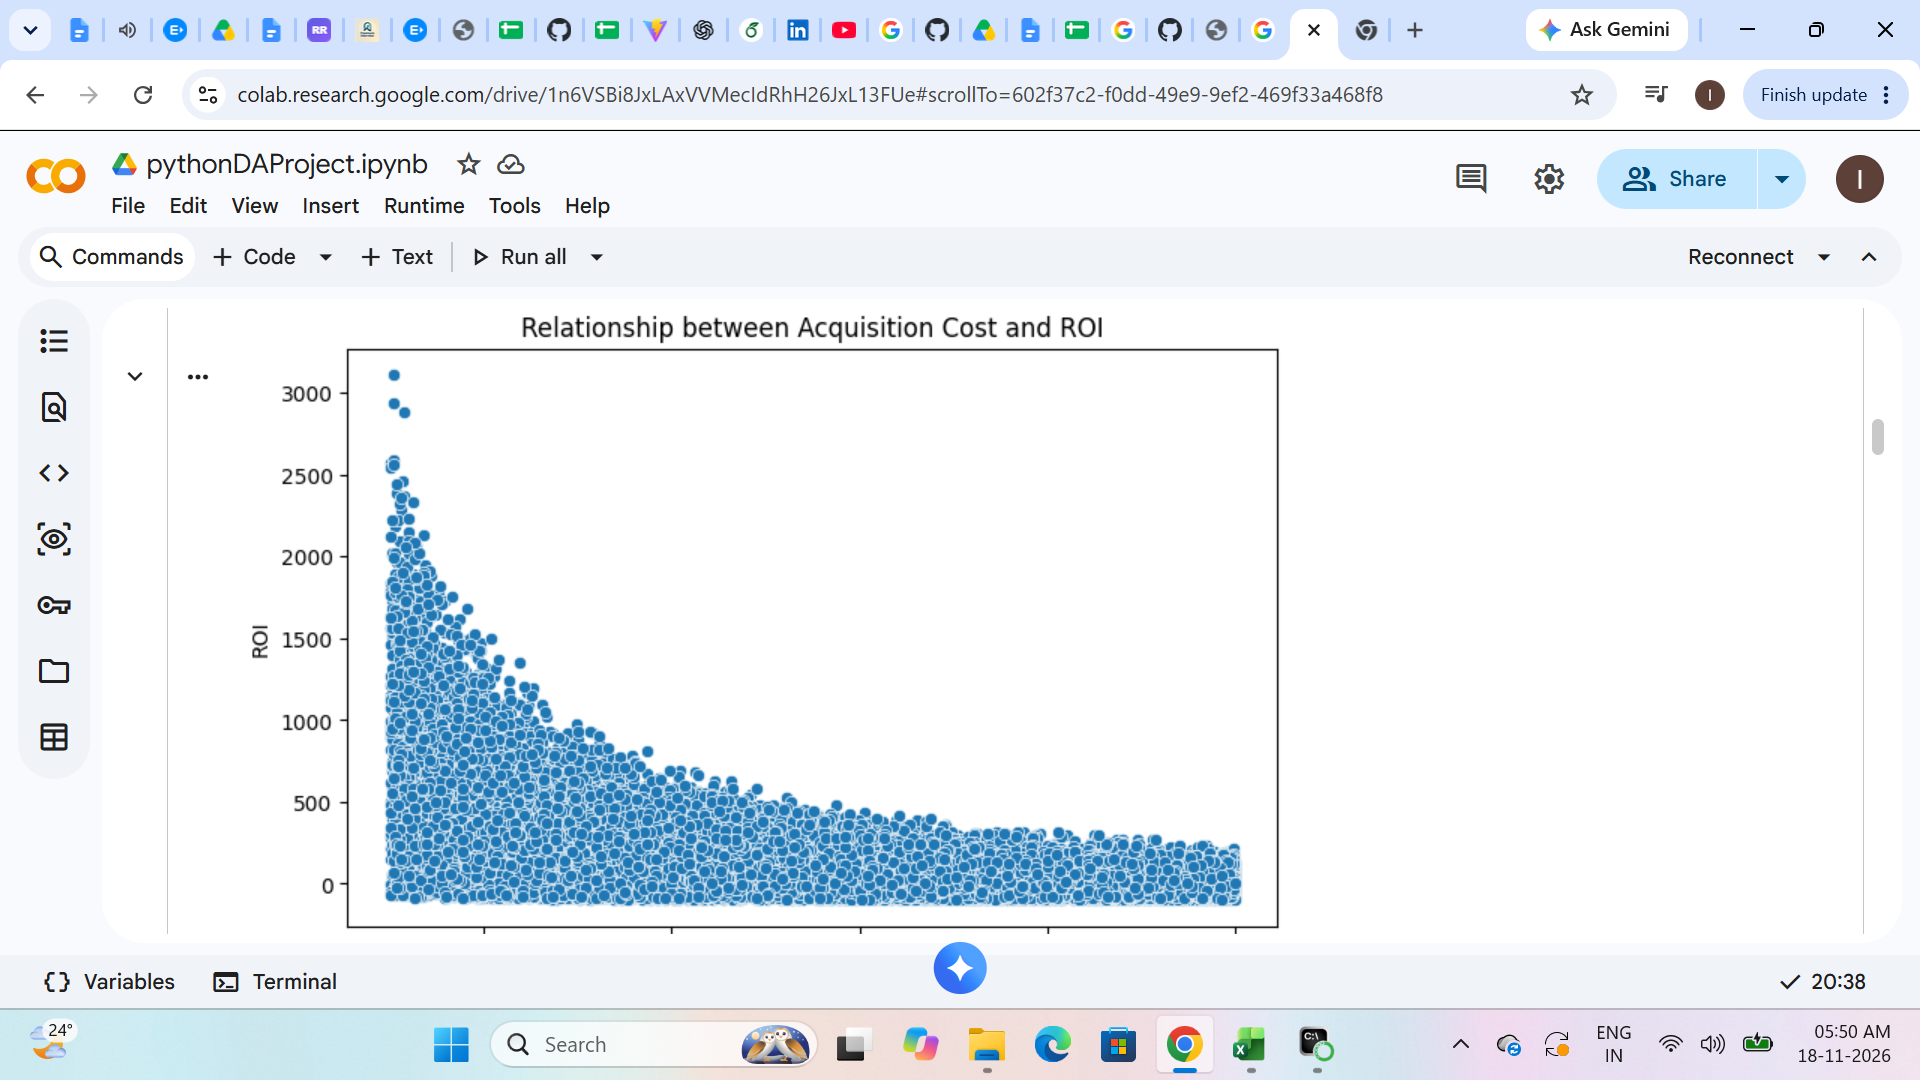 Ask Gemini
colab.research.google.com/drive/1n6VSBi8JxLAxVVMecIdRhH26JxL13FUe#scrollTo=602f37c2-f0dd-49e9-9ef2-469f33a468f8
I
Finish update
pythonDAProject.ipynb
File Edit View Insert Runtime Tools Help
Share
I
Commands + Code + Text Run all
Reconnect
Relationship between Acquisition Cost and ROI
3000
2500
2000
1500
1000
500
0
ROI
Variables Terminal
20:38
24°
Search
ENG
IN
05:50 AM
18-11-2026